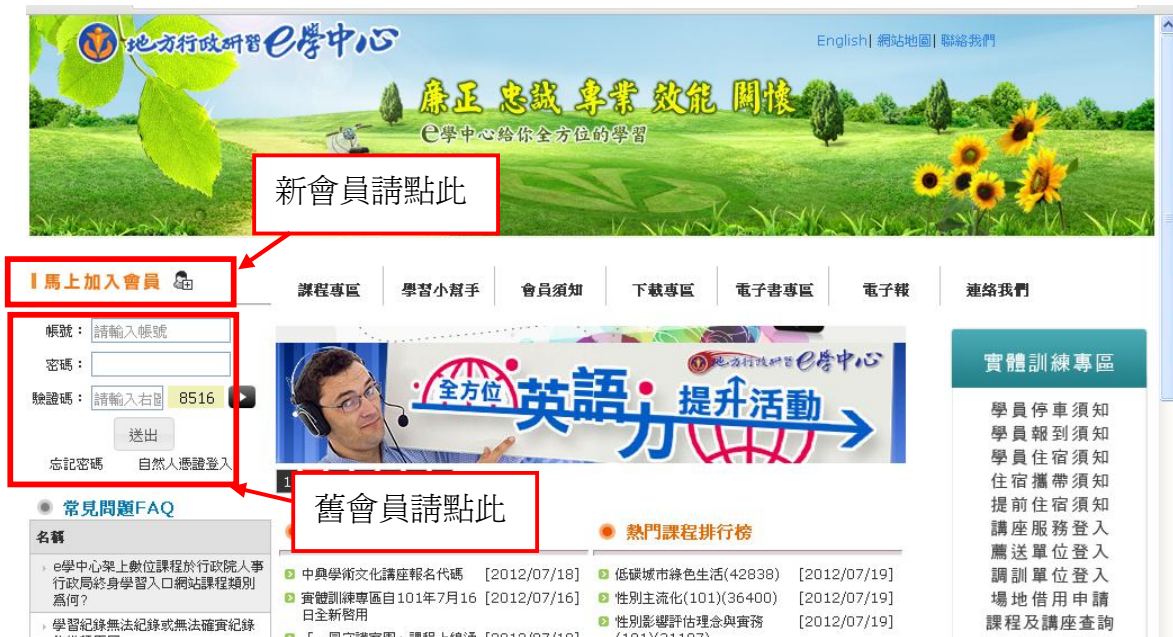 地方行政研習e學中心
English| 網站地圖| 聯絡我們
廉正 忠誠 專業 效能 關懷
e學中心給你全方位的學習
新會員請點此
馬上加入會員
課程專區 學習小幫手 會員須知 下載專區 電子書專區 電子報 連絡我們
帳號： 請輸入帳號
密碼：
驗證碼： 請輸入右 8516
送出
忘記密碼 自然人憑證登入
地方行政研習e學中心
全方位英語力提升活動
1
舊會員請點此
常見問題FAQ
名稱
e學中心架上數位課程於行政院人事
行政局終身學習入口網站課程類別
為何？
學習紀錄無法紀錄或無法確實紀錄
中興學術文化講座報名代碼 [2012/07/18]
實體訓練專區自101年7月16 [2012/07/16]
日全新啓用
熱門課程排行榜
低碳城市綠色生活(42838) [2012/07/19]
性別主流化(101)(36400) [2012/07/19]
性別影響評估理念與實務 [2012/07/19]
實體訓練專區
學員停車須知
學員報到須知
學員住宿須知
住宿攜帶須知
提前住宿須知
講座服務登入
薦送單位登入
調訓單位登入
場地借用申請
課程及講座查詢